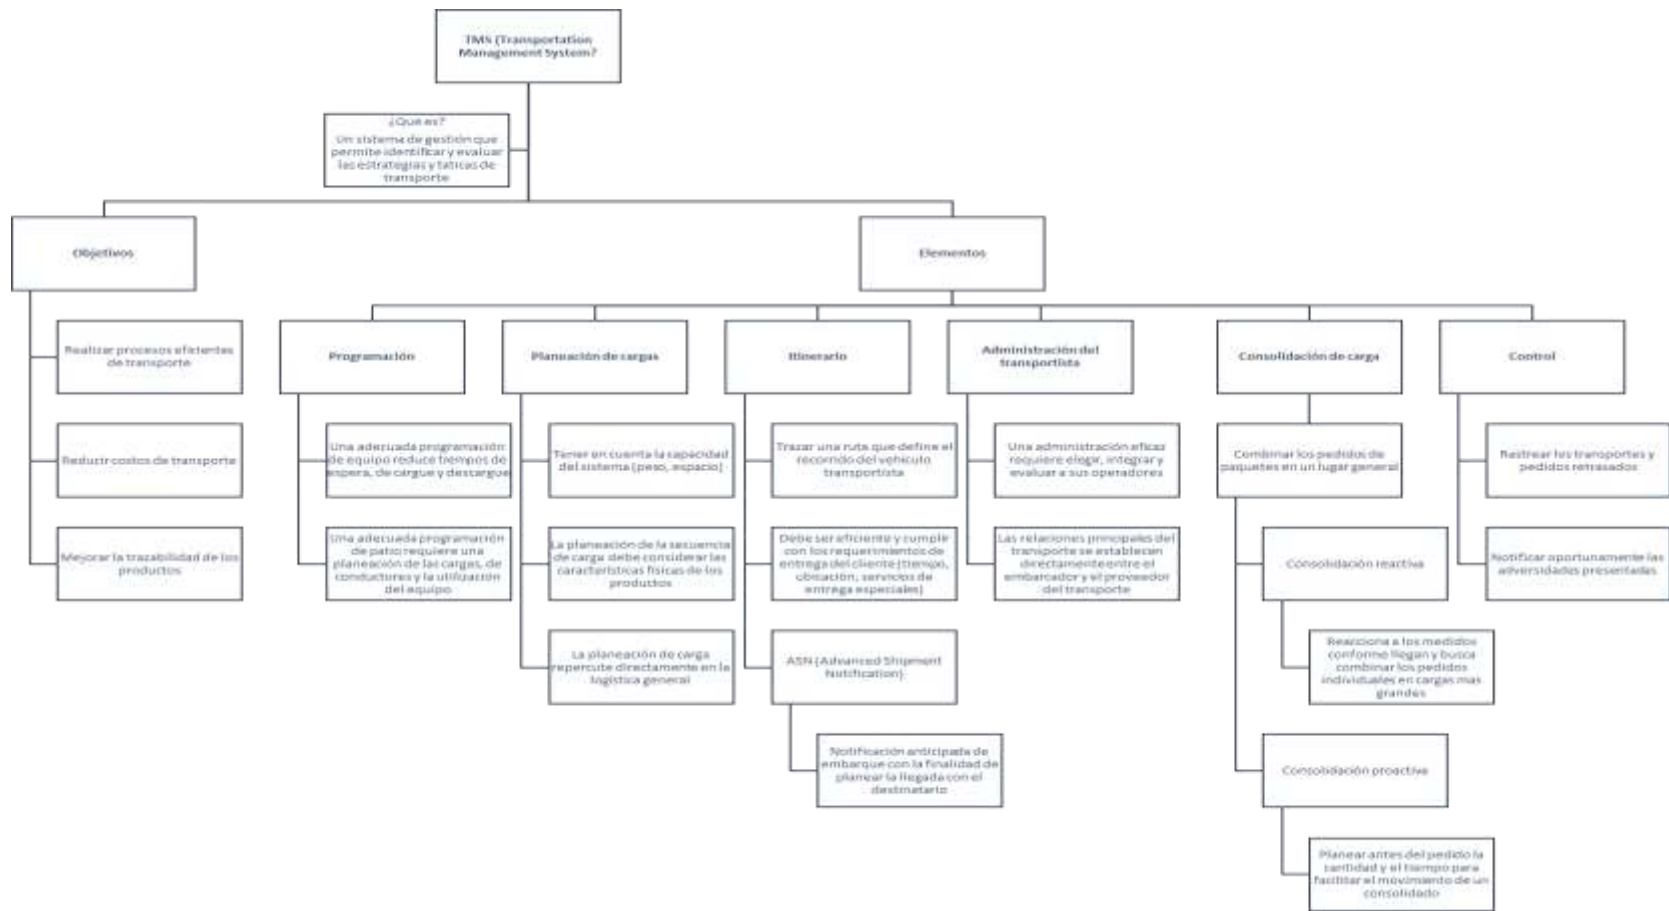 TMS (Transportation
Management System?
¿Qué es?
Un sistema de gestión que
permite identificar y evaluar
las estrategias y taticas de
transporte
Objetivos
Realizar procesos eficientes
de transporte
Reducir costos de transporte
Mejorar la trazabilidad de los
productos
Elementos
Programación
Una adecuada programación
de equipo reduce tiempos de
espera, de cargue y descargue
Una adecuada programación
de patio requiere una
planeación de las cargas, de
conductores y la utilización
del equipo
Planeación de cargas
Tener en cuenta la capacidad
del sistema (peso, espacio)
La planeación de la secuencia
de carga debe considerar las
características físicas de los
productos
La planeación de carga
repercute directamente en la
logística general
Itinerario
Trazar una ruta que define el
recorrido del vehículo
transportista
Debe ser eficiente y cumplir
con los requerimientos de
entrega del cliente (tiempo,
ubicación, servicios de
entrega especiales)
ASN (Advanced Shipment
Notification)
Notificación anticipada de
embarque con la finalidad de
planear la llegada con el
destinatario
Administración del
transportista
Una administración eficaz
requiere elegir, integrar y
evaluar a sus operadores
Las relaciones principales del
transporte se establecen
directamente entre el
embarcador y el proveedor
del transporte
Consolidación de carga
Combinar los pedidos de
paquetes en un lugar general
Consolidación reactiva
Reacciona a los medidos
conforme llegan y busca
combinar los pedidos
individuales en cargas mas
grandes
Consolidación proactiva
Planear antes del pedido la
cantidad y el tiempo para
facilitar el movimiento de un
consolidado
Control
Rastrear los transportes y
pedidos retrasados
Notificar oportunamente las
adversidades presentadas